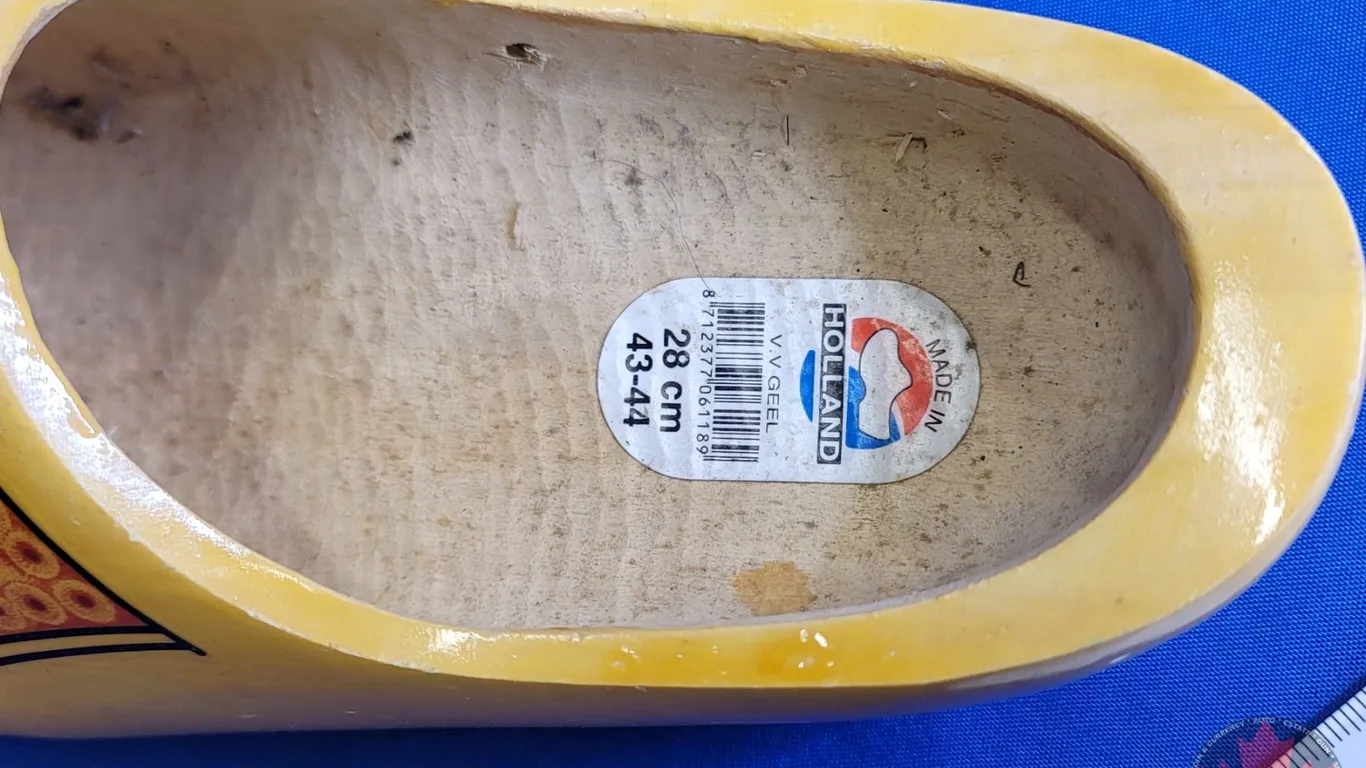 MADE IN
HOLLAND
V.V.GEEL
8 712377 061189
28 cm
43-44